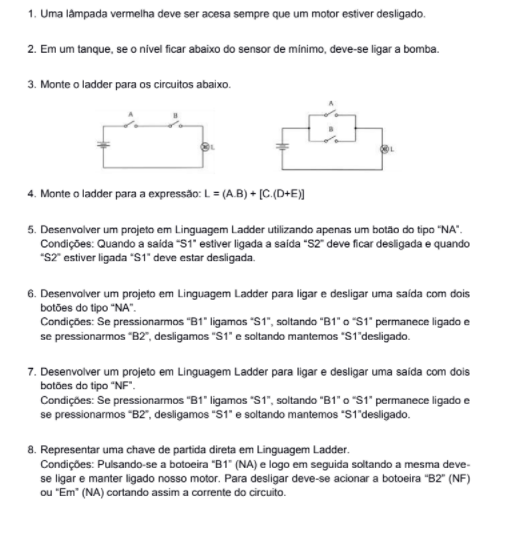 1. Uma lâmpada vermelha deve ser acesa sempre que um motor estiver desligado.
2. Em um tanque, se o nível ficar abaixo do sensor de mínimo, deve-se ligar a bomba.
3. Monte o ladder para os circuitos abaixo.
A B
L
A
B
L
4. Monte o ladder para a expressão: L = (A.B) + [C.(D+E)]
5. Desenvolver um projeto em Linguagem Ladder utilizando apenas um botão do tipo "NA".
Condições: Quando a saída "S1" estiver ligada a saída "S2" deve ficar desligada e quando
"S2" estiver ligada "S1" deve estar desligada.
6. Desenvolver um projeto em Linguagem Ladder para ligar e desligar uma saída com dois
botões do tipo "NA".
Condições: Se pressionarmos "B1" ligamos "S1", soltando "B1" o "S1" permanece ligado e
se pressionarmos "B2", desligamos "S1" e soltando mantemos "S1"desligado.
7. Desenvolver um projeto em Linguagem Ladder para ligar e desligar uma saída com dois
botões do tipo "NF".
Condições: Se pressionarmos "B1" ligamos "S1", soltando "B1" o "S1" permanece ligado e
se pressionarmos "B2", desligamos "S1" e soltando mantemos "S1"desligado.
8. Representar uma chave de partida direta em Linguagem Ladder.
Condições: Pulsando-se a botoeira "B1" (NA) e logo em seguida soltando a mesma deve-
se ligar e manter ligado nosso motor. Para desligar deve-se acionar a botoeira "B2" (NF)
ou "Em" (NA) cortando assim a corrente do circuito.